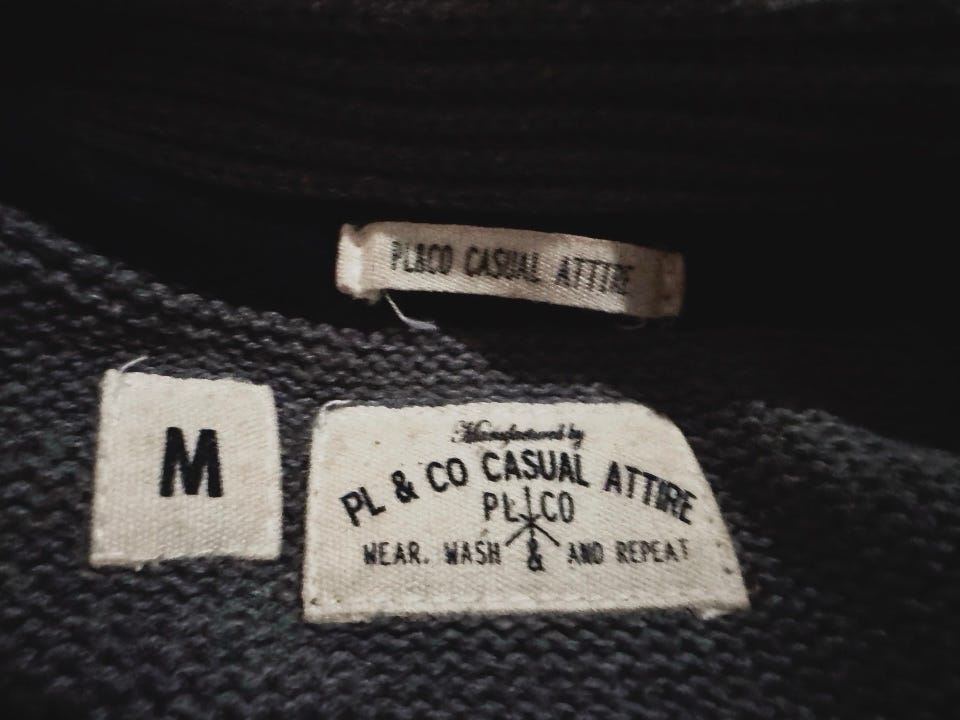 PL&CO CASUAL ATTIRE
M
Manufactured by
PL & CO CASUAL ATTIRE
PL CO
WEAR. WASH & AND REPEAT